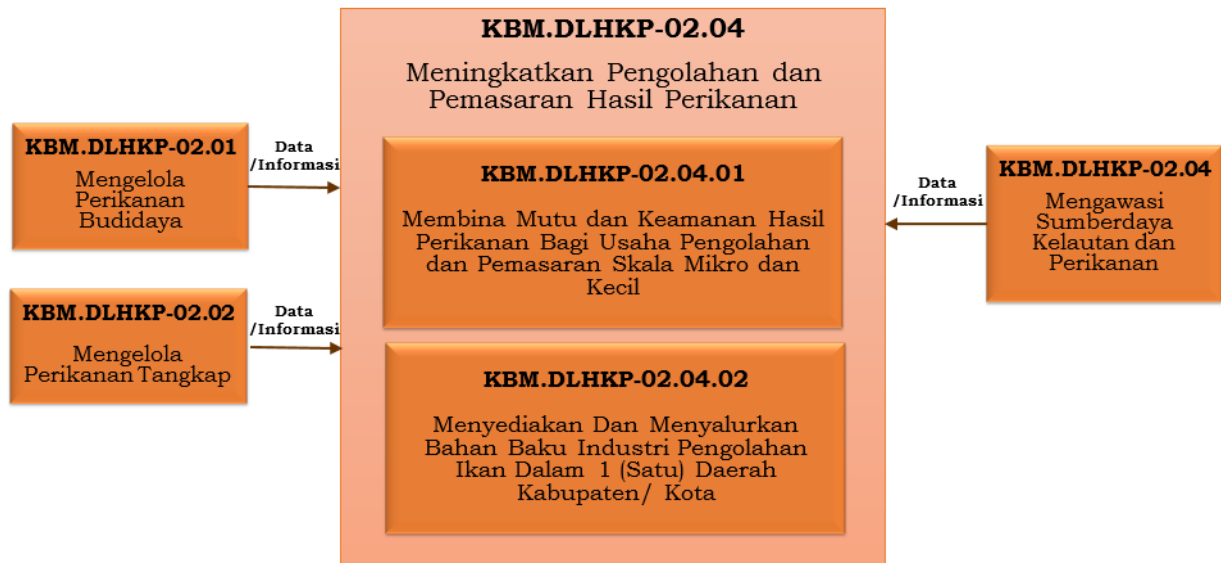 KBM.DLHKP-02.04
Meningkatkan Pengolahan dan
Pemasaran Hasil Perikanan
KBM.DLHKP-02.01
Mengelola
Perikanan
Budidaya
Data
/Informasi
KBM.DLHKP-02.02
Mengelola
Perikanan Tangkap
Data
/Informasi
KBM.DLHKP-02.04.01
Membina Mutu dan Keamanan Hasil
Perikanan Bagi Usaha Pengolahan
dan Pemasaran Skala Mikro dan
Kecil
KBM.DLHKP-02.04.02
Menyediakan Dan Menyalurkan
Bahan Baku Industri Pengolahan
Ikan Dalam 1 (Satu) Daerah
Kabupaten/ Kota
Data
/Informasi
KBM.DLHKP-02.04
Mengawasi
Sumberdaya
Kelautan dan
Perikanan